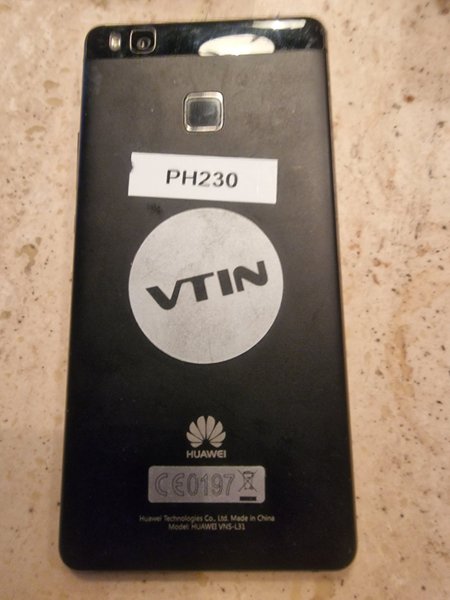 PH230
VTIN
HUAWEI
CE0197
Huawei Technologies Co., Ltd. Made in China
Model: HUAWEI VNS-L31